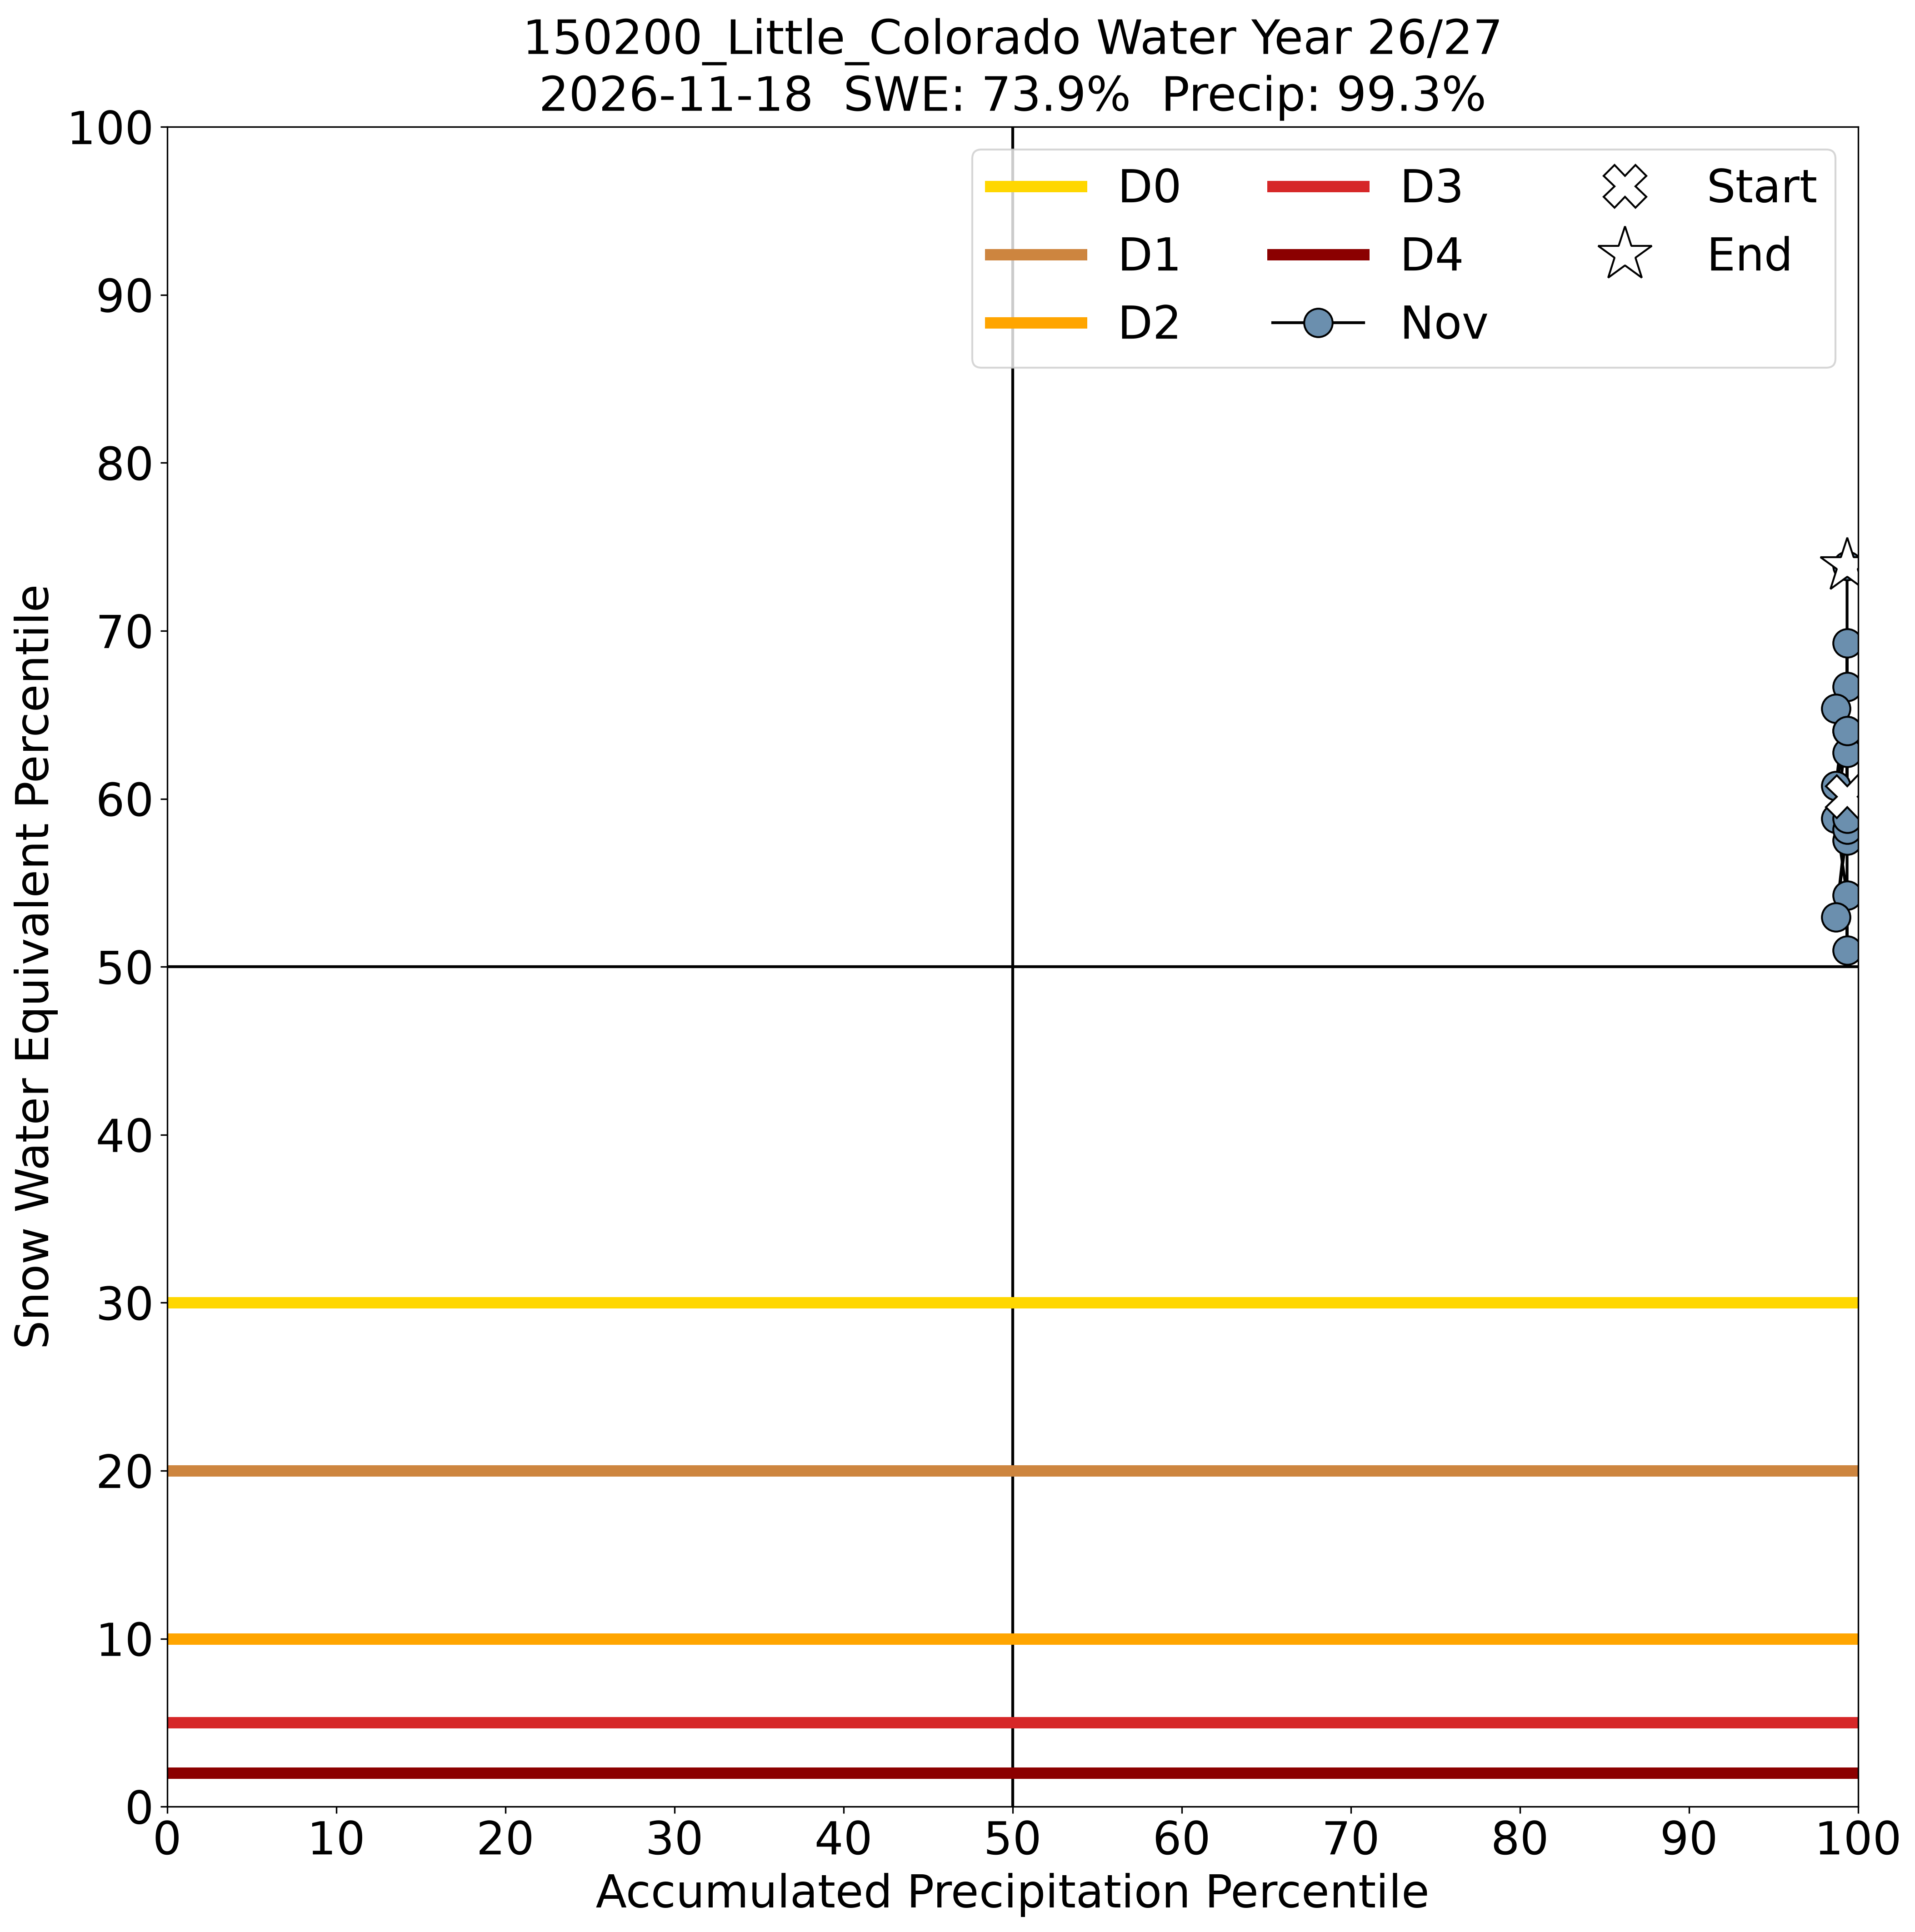 150200_Little_Colorado Water Year 26/27
2026-11-18  SWE: 73.9%  Precip: 99.3%
D0
D1
D2
D3
D4
Nov
Start
End
Snow Water Equivalent Percentile
100
90
80
70
60
50
40
30
20
10
0
0 10 20 30 40 50 60 70 80 90 100
Accumulated Precipitation Percentile